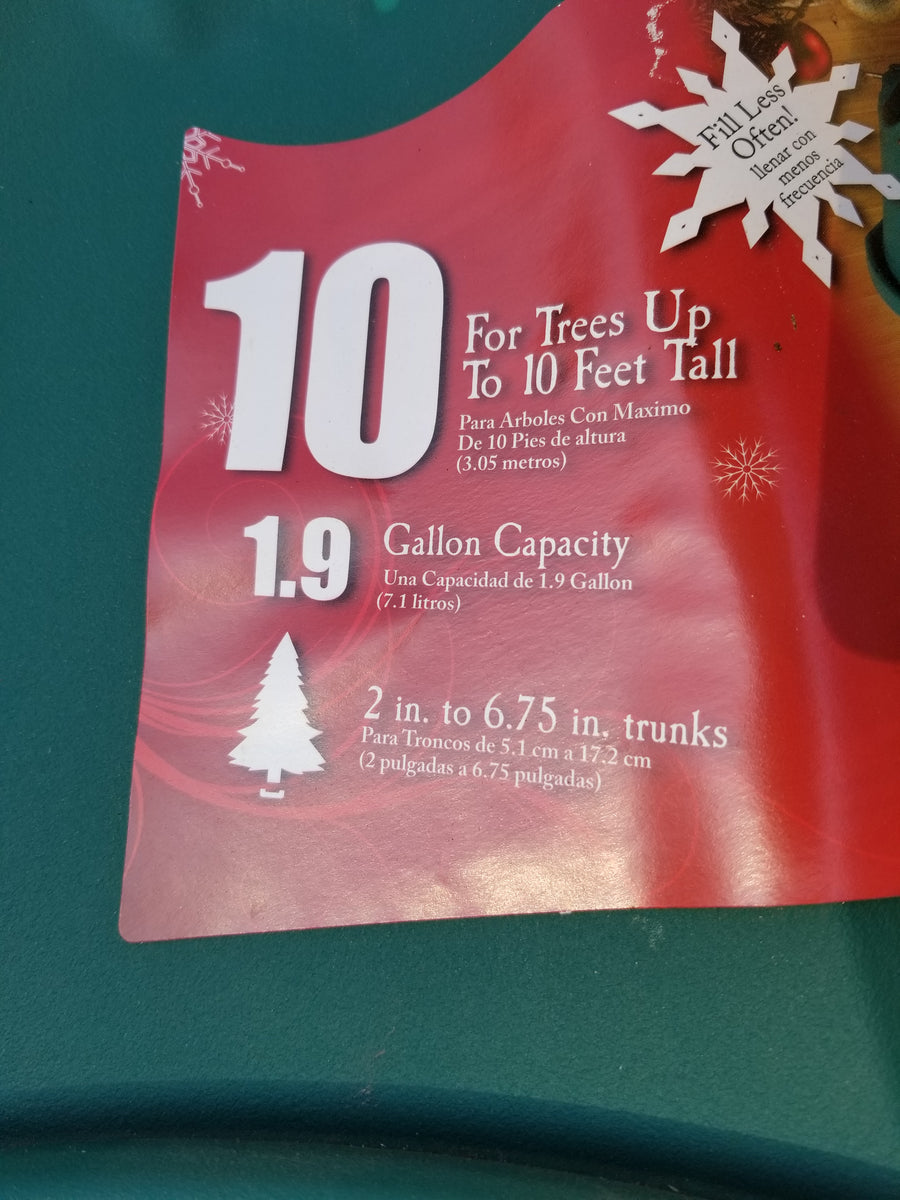 Fill Less
Often!
llenar con
menos
frecuencia
10
For Trees Up
To 10 Feet Tall
Para Arboles Con Maximo
De 10 Pies de altura
(3.05 metros)
1.9
Gallon Capacity
Una Capacidad de 1.9 Gallon
(7.1 litros)
2 in. to 6.75 in. trunks
Para Troncos de 5.1 cm a 17.2 cm
(2 pulgadas a 6.75 pulgadas)